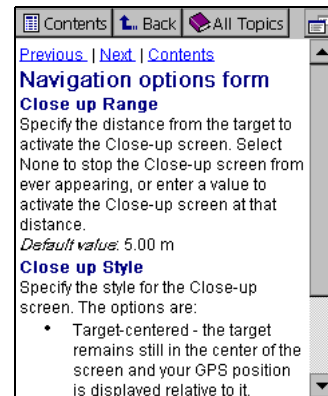 Contents Back All Topics
Previous | Next | Contents
Navigation options form
Close up Range
Specify the distance from the target to
activate the Close-up screen. Select
None to stop the Close-up screen from
ever appearing, or enter a value to
activate the Close-up screen at that
distance.
Default value: 5.00 m
Close up Style
Specify the style for the Close-up
screen. The options are:
• Target-centered - the target
remains still in the center of the
screen and your GPS position
is displayed relative to it.